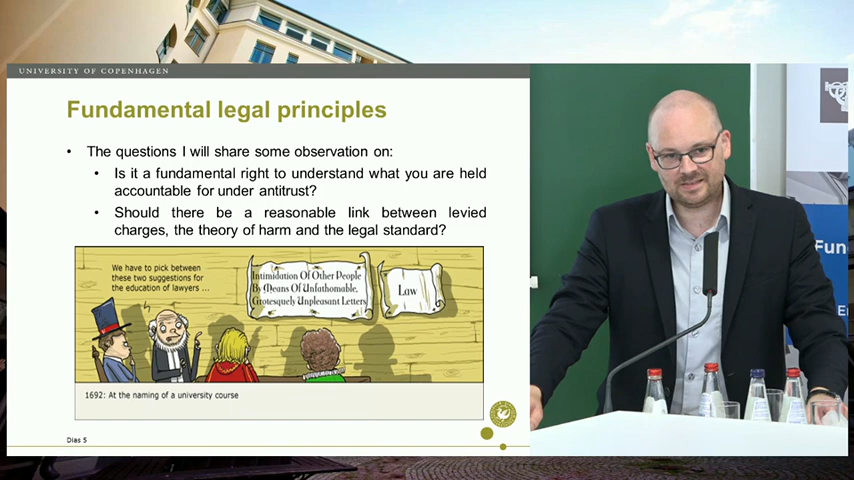 UNIVERSITY OF COPENHAGEN
Fundamental legal principles
• The questions I will share some observation on:
• Is it a fundamental right to understand what you are held
accountable for under antitrust?
• Should there be a reasonable link between levied
charges, the theory of harm and the legal standard?
We have to pick between
these two suggestions for
the education of lawyers ...
Intimidation Of Other People
By Means Of Unfathomable,
Grotesquely Unpleasant Letters
Law
1692: At the naming of a university course
Dias 5
Fun
E